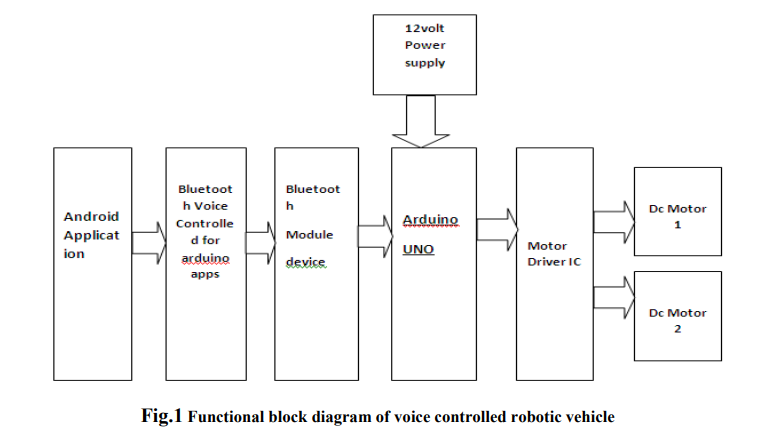 12volt
Power
supply
Android
Applicat
ion
Bluetoot
h Voice
Controlle
d for
arduino
apps
Bluetoot
h
Module
device
Arduino
UNO
Motor
Driver IC
Dc Motor
1
Dc Motor
2
Fig.1 Functional block diagram of voice controlled robotic vehicle